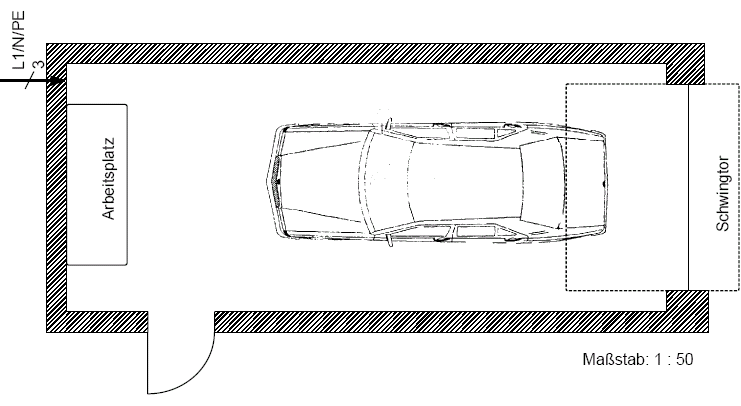 L1/N/PE
3
Arbeitsplatz
Schwingtor
Maßstab: 1 : 50